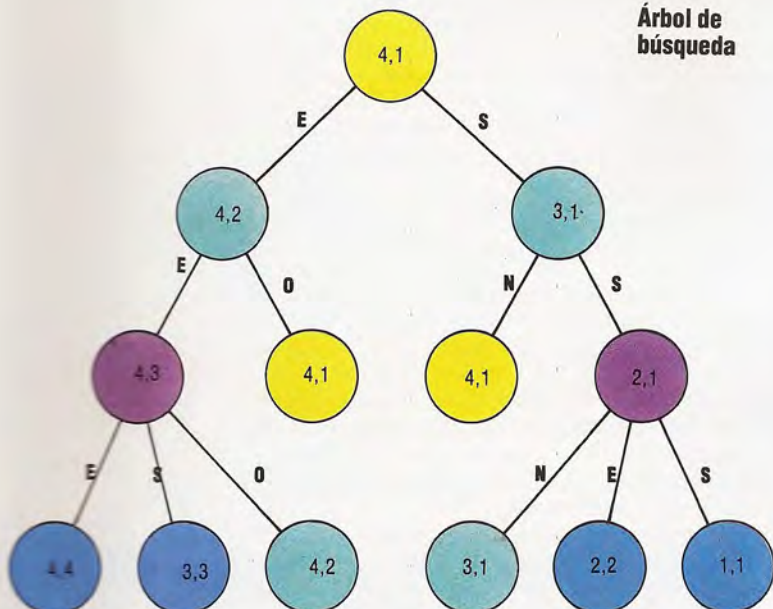 Árbol de
búsqueda
4,1
E S
4,2 3,1
E O N S
4,3 4,1 4,1 2,1
E S O N E S
4,4 3,3 4,2 3,1 2,2 1,1